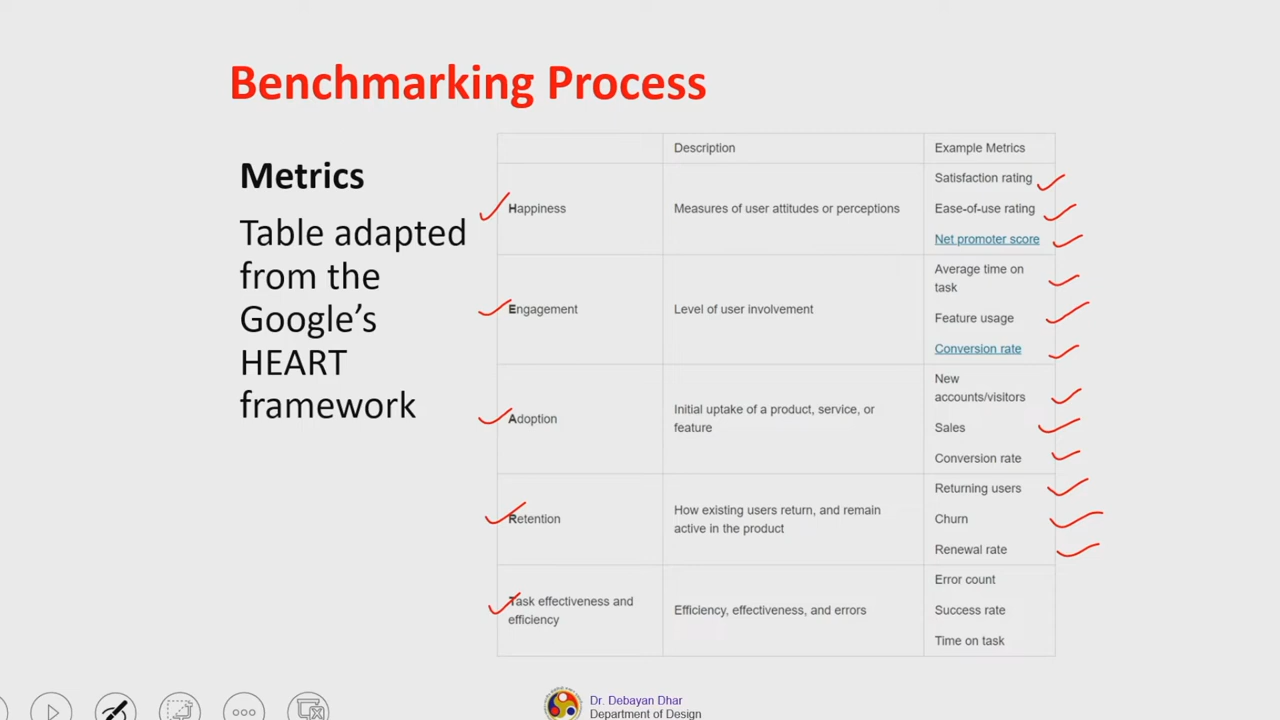 Benchmarking Process
Metrics
Table adapted
from the
Google's
HEART
framework
Description
Example Metrics
Happiness
Measures of user attitudes or perceptions
Satisfaction rating
Ease-of-use rating
Net promoter score
Engagement
Level of user involvement
Average time on
task
Feature usage
Conversion rate
Adoption
Initial uptake of a product, service, or
feature
New
accounts/visitors
Sales
Conversion rate
Retention
How existing users return, and remain
active in the product
Returning users
Churn
Renewal rate
Task effectiveness and
efficiency
Efficiency, effectiveness, and errors
Error count
Success rate
Time on task
Dr. Debayan Dhar
Department of Design